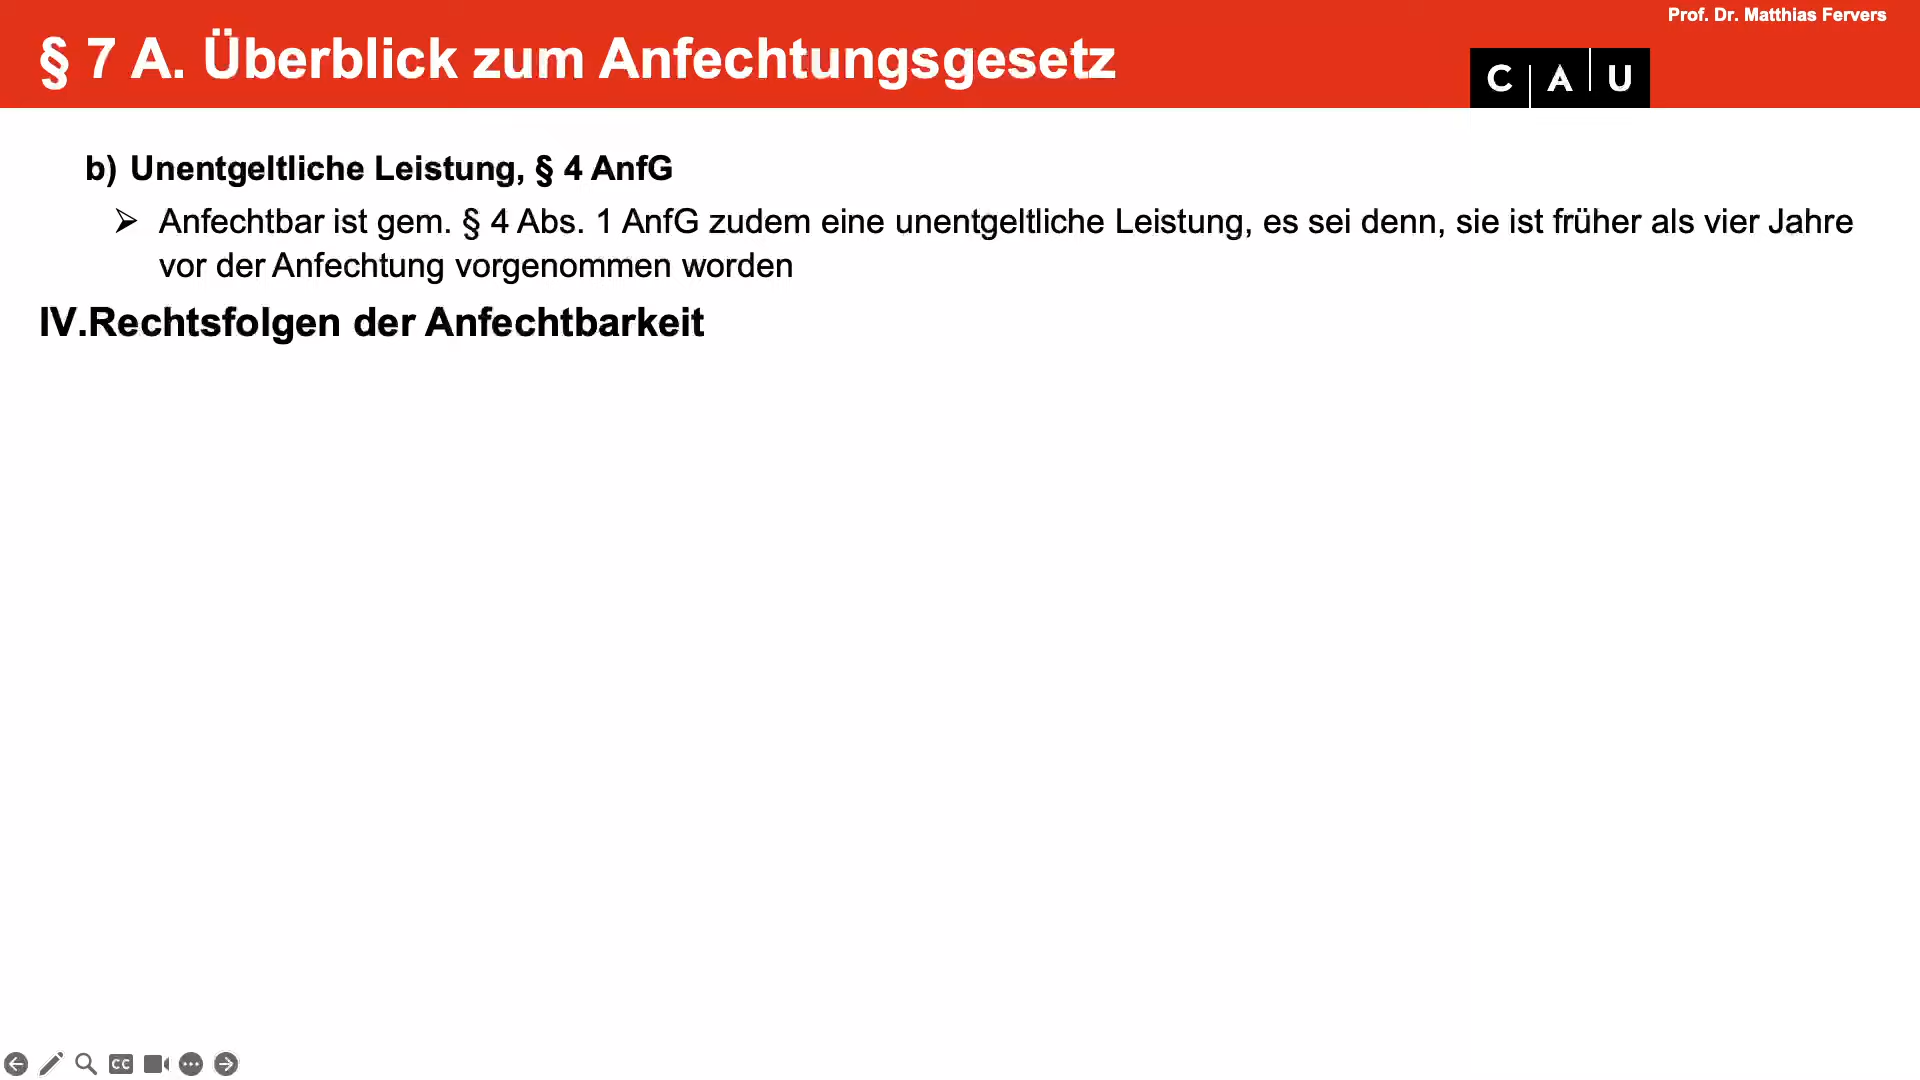 Prof. Dr. Matthias Fervers
§ 7 A. Überblick zum Anfechtungsgesetz
C A U
b) Unentgeltliche Leistung, § 4 AnfG
➢ Anfechtbar ist gem. § 4 Abs. 1 AnfG zudem eine unentgeltliche Leistung, es sei denn, sie ist früher als vier Jahre
vor der Anfechtung vorgenommen worden
IV.Rechtsfolgen der Anfechtbarkeit
CC